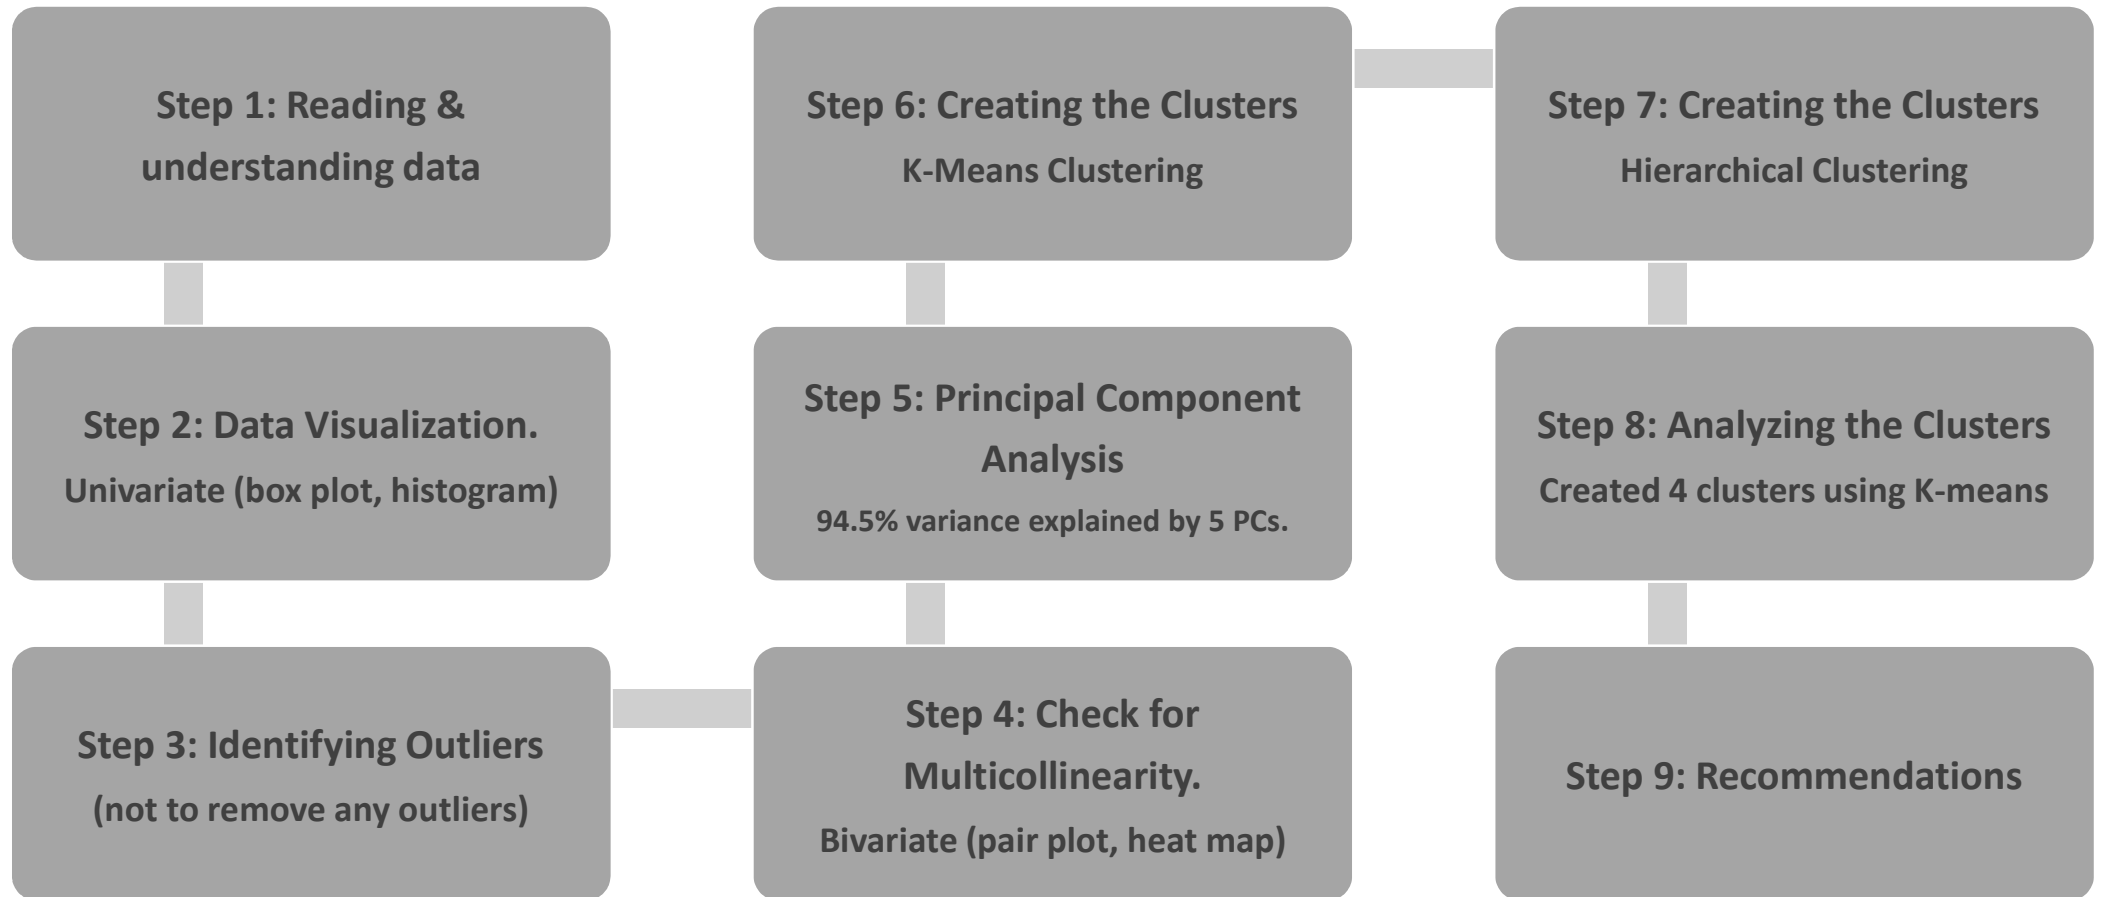 Step 1: Reading &
understanding data
Step 2: Data Visualization.
Univariate (box plot, histogram)
Step 3: Identifying Outliers
(not to remove any outliers)
Step 4: Check for
Multicollinearity.
Bivariate (pair plot, heat map)
Step 5: Principal Component
Analysis
94.5% variance explained by 5 PCs.
Step 6: Creating the Clusters
K-Means Clustering
Step 7: Creating the Clusters
Hierarchical Clustering
Step 8: Analyzing the Clusters
Created 4 clusters using K-means
Step 9: Recommendations